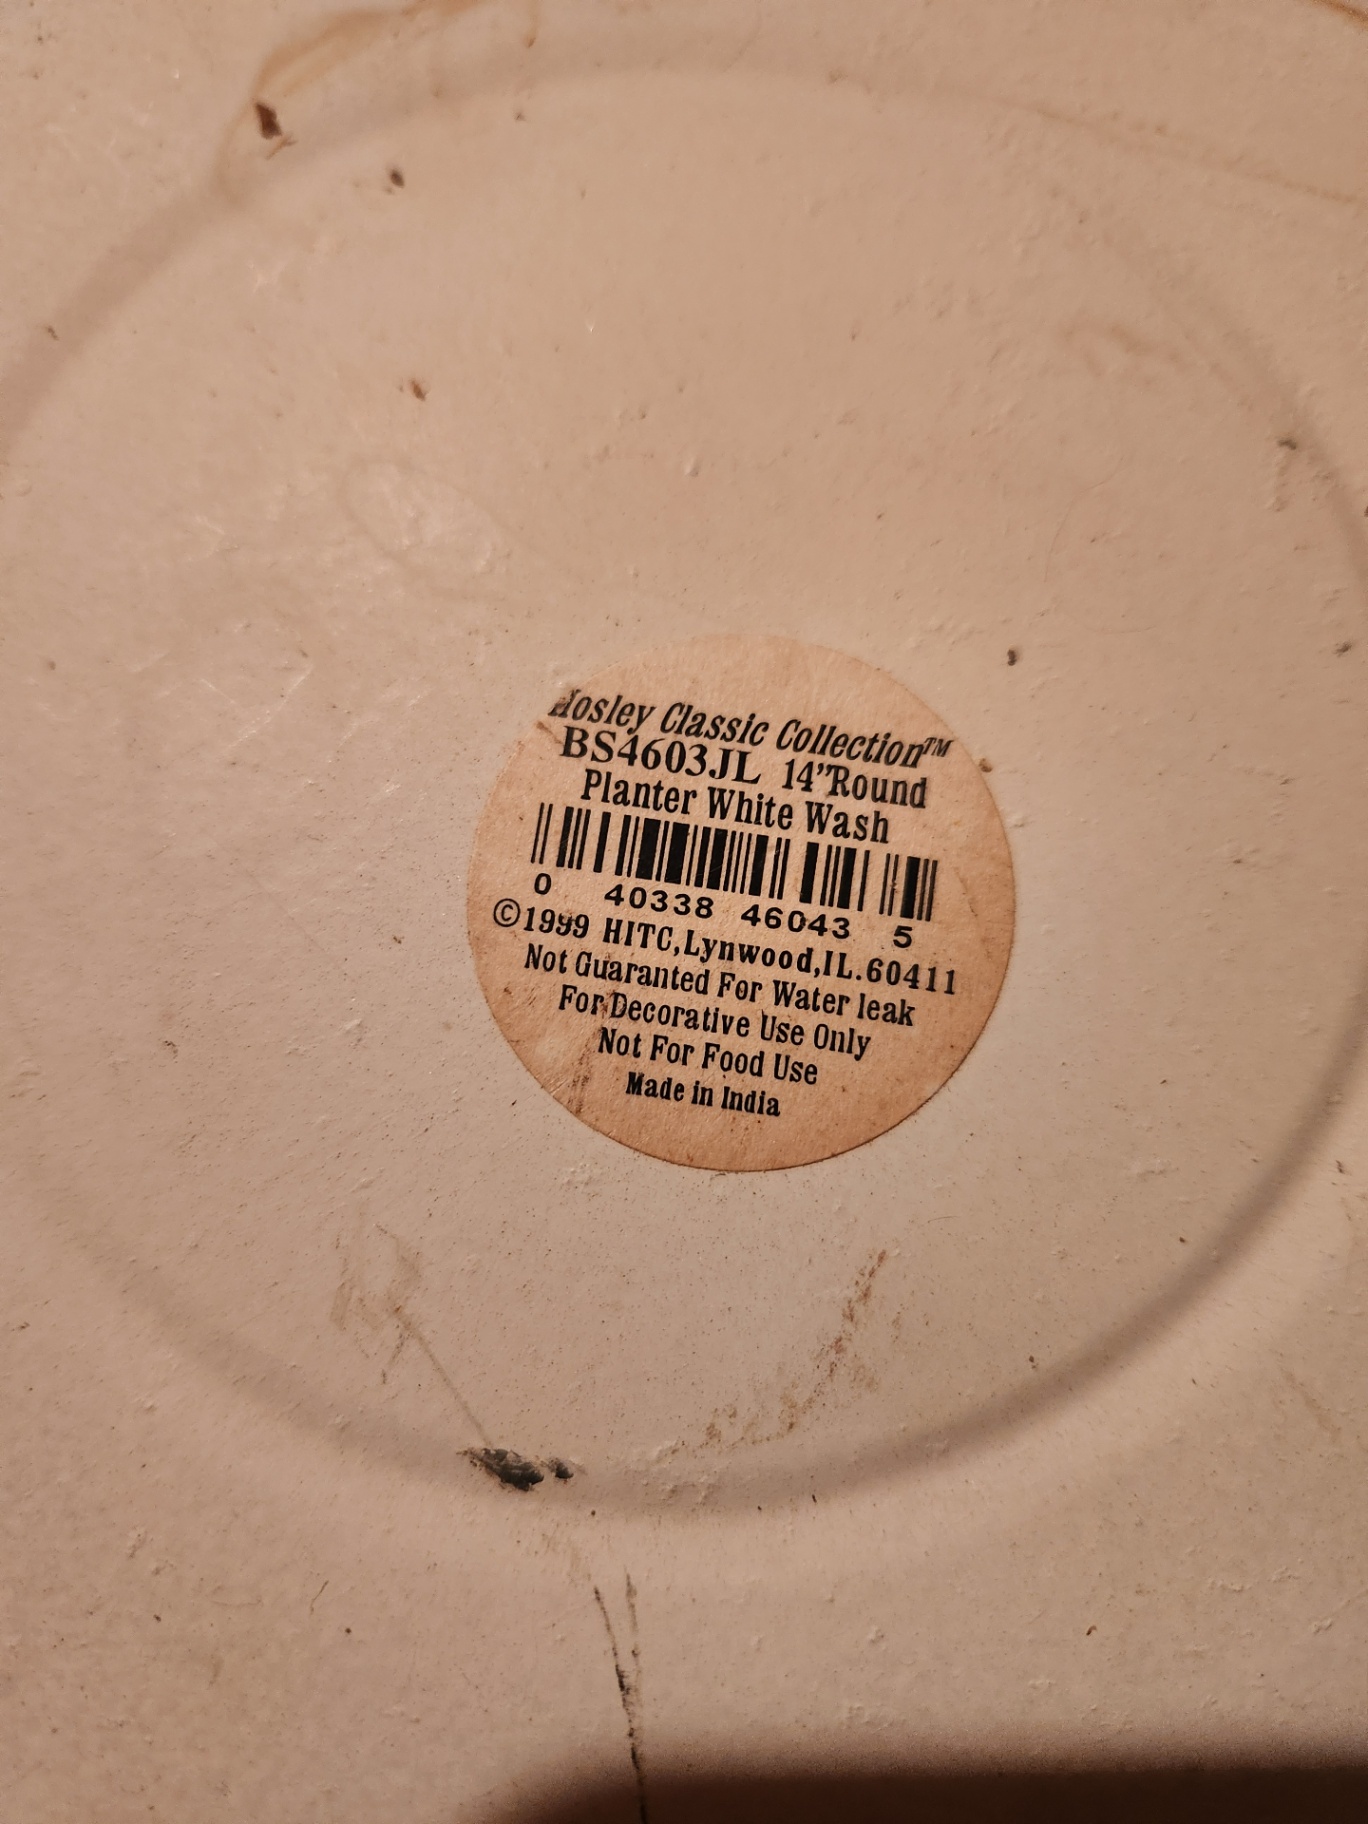 Hosley Classic Collection™
BS4603JL 14”Round
Planter White Wash
0 40338 46043 5
©1999 HITC,Lynwood,IL.60411
Not Guaranted For Water leak
For Decorative Use Only
Not For Food Use
Made in India